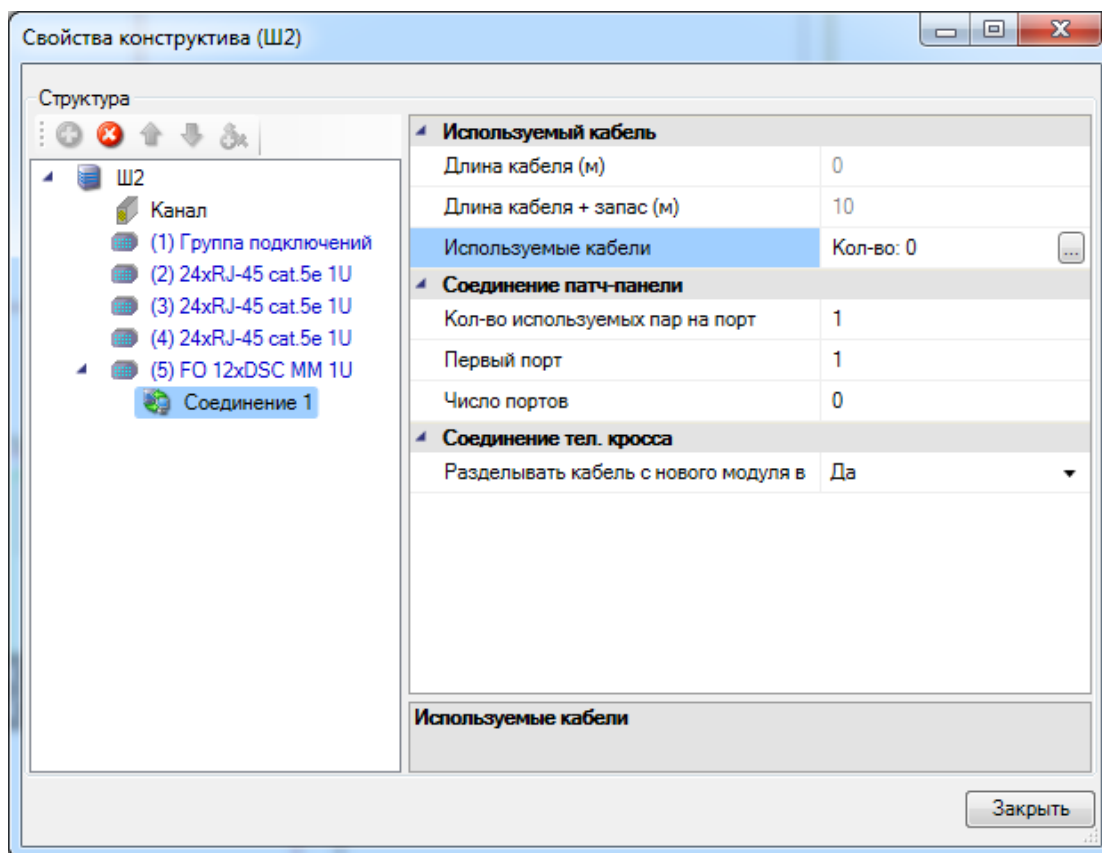 Свойства конструктива (Ш2)
Структура
Ш2
Канал
(1) Группа подключений
(2) 24xRJ-45 cat.5e 1U
(3) 24xRJ-45 cat.5e 1U
(4) 24xRJ-45 cat.5e 1U
(5) FO 12xDSC MM 1U
Соединение 1
Используемый кабель
Длина кабеля (м) 0
Длина кабеля + запас (м) 10
Используемые кабели Кол-во: 0 ...
Соединение патч-панели
Кол-во используемых пар на порт 1
Первый порт 1
Число портов 0
Соединение тел. кросса
Разделывать кабель с нового модуля в Да
Используемые кабели
Закрыть